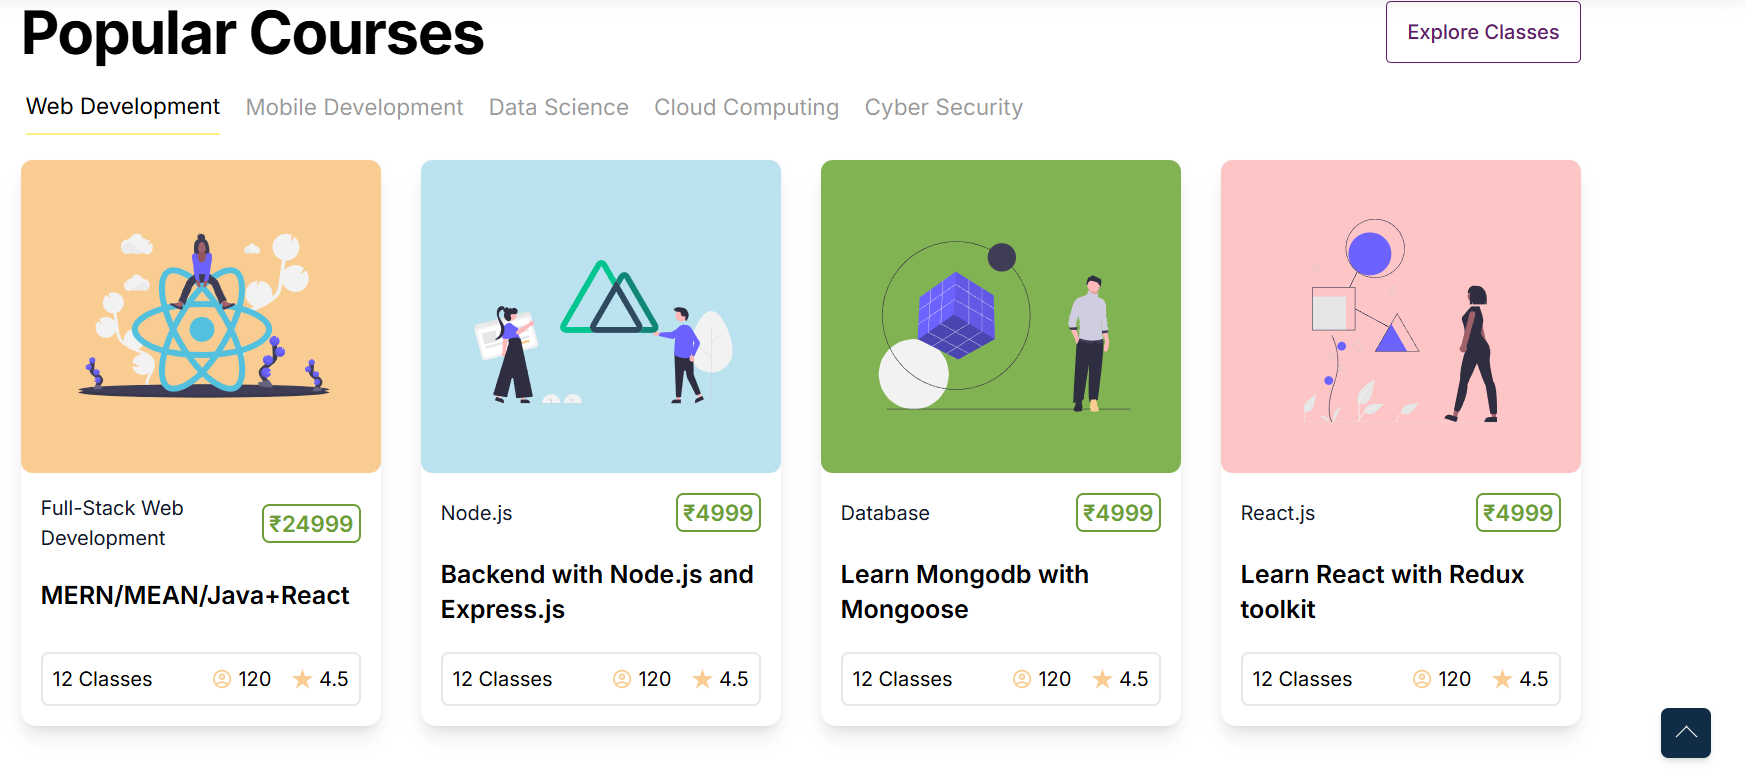 Popular Courses
Explore Classes
Web Development Mobile Development Data Science Cloud Computing Cyber Security
Full-Stack Web
Development
₹24999
MERN/MEAN/Java+React
12 Classes 120 4.5
Node.js ₹4999
Backend with Node.js and
Express.js
12 Classes 120 4.5
Database ₹4999
Learn Mongodb with
Mongoose
12 Classes 120 4.5
React.js ₹4999
Learn React with Redux
toolkit
12 Classes 120 4.5